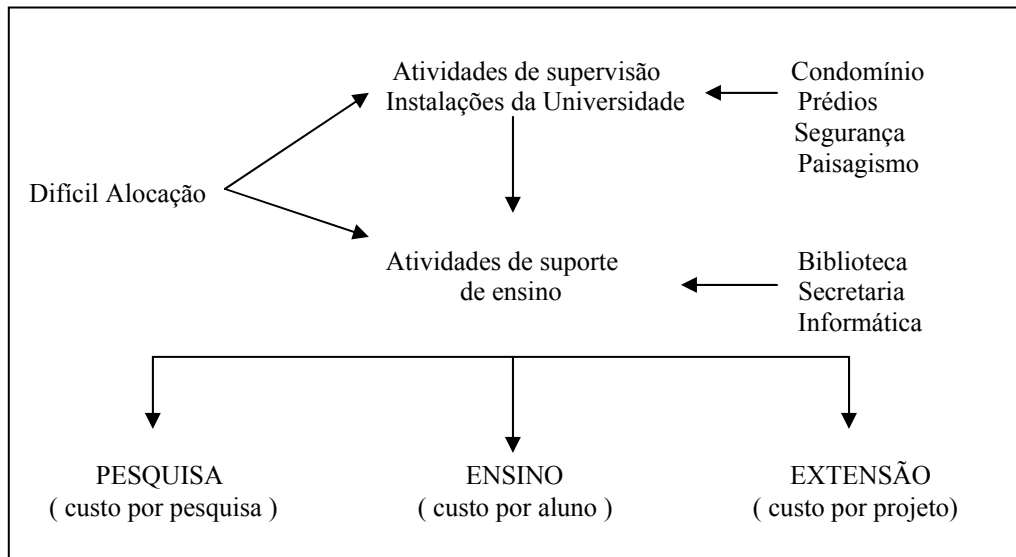 Atividades de supervisão
Instalações da Universidade
Condomínio
Prédios
Segurança
Paisagismo
Difícil Alocação
Atividades de suporte
de ensino
Biblioteca
Secretaria
Informática
PESQUISA
( custo por pesquisa )
ENSINO
( custo por aluno )
EXTENSÃO
( custo por projeto)